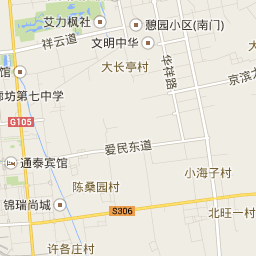 艾力枫社
憩园小区(南门)
祥云道
文明中华
华祥路
宾馆
大长亭村
京滨
廊坊第七中学
G105
爱民东道
通泰宾馆
小海子村
陈桑园村
锦瑞尚城
S306
北旺一村
许各庄村